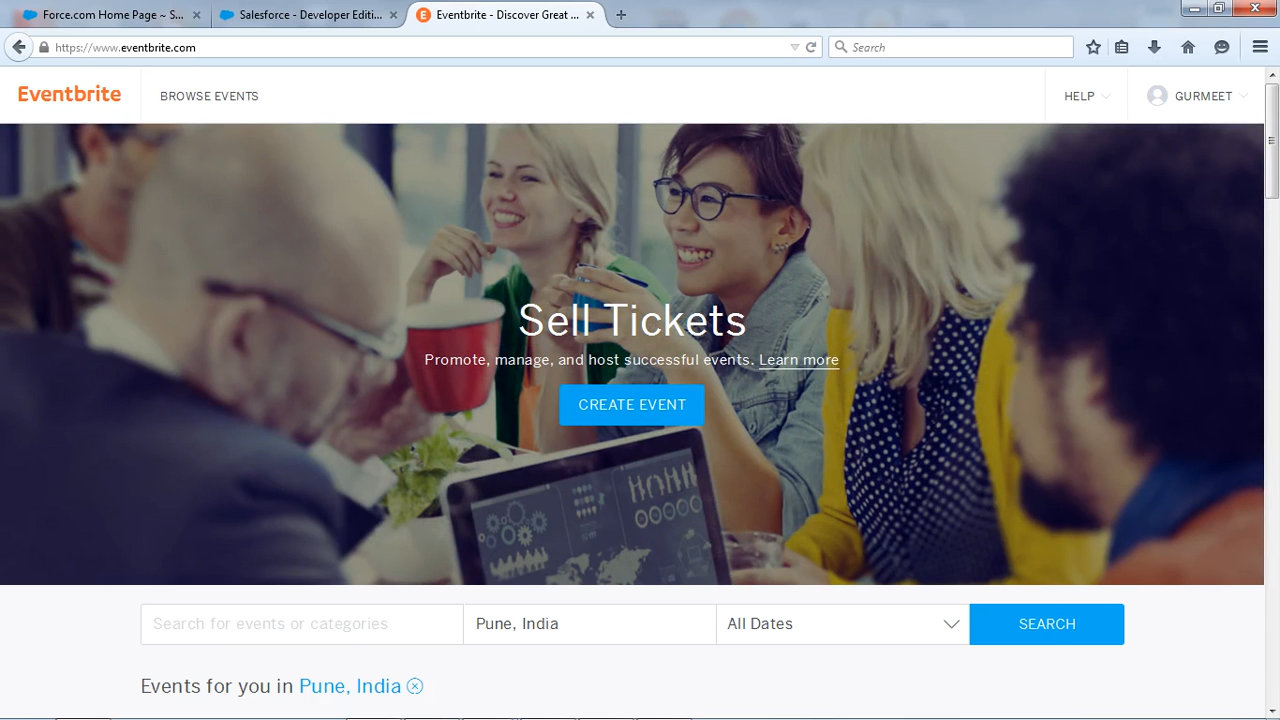 Force.com Home Page ~ S...
Salesforce - Developer Editi...
Eventbrite - Discover Great ...
https://www.eventbrite.com
Search
Eventbrite
BROWSE EVENTS
HELP
GURMEET
Sell Tickets
Promote, manage, and host successful events. Learn more
CREATE EVENT
Search for events or categories
Pune, India
All Dates
SEARCH
Events for you in Pune, India